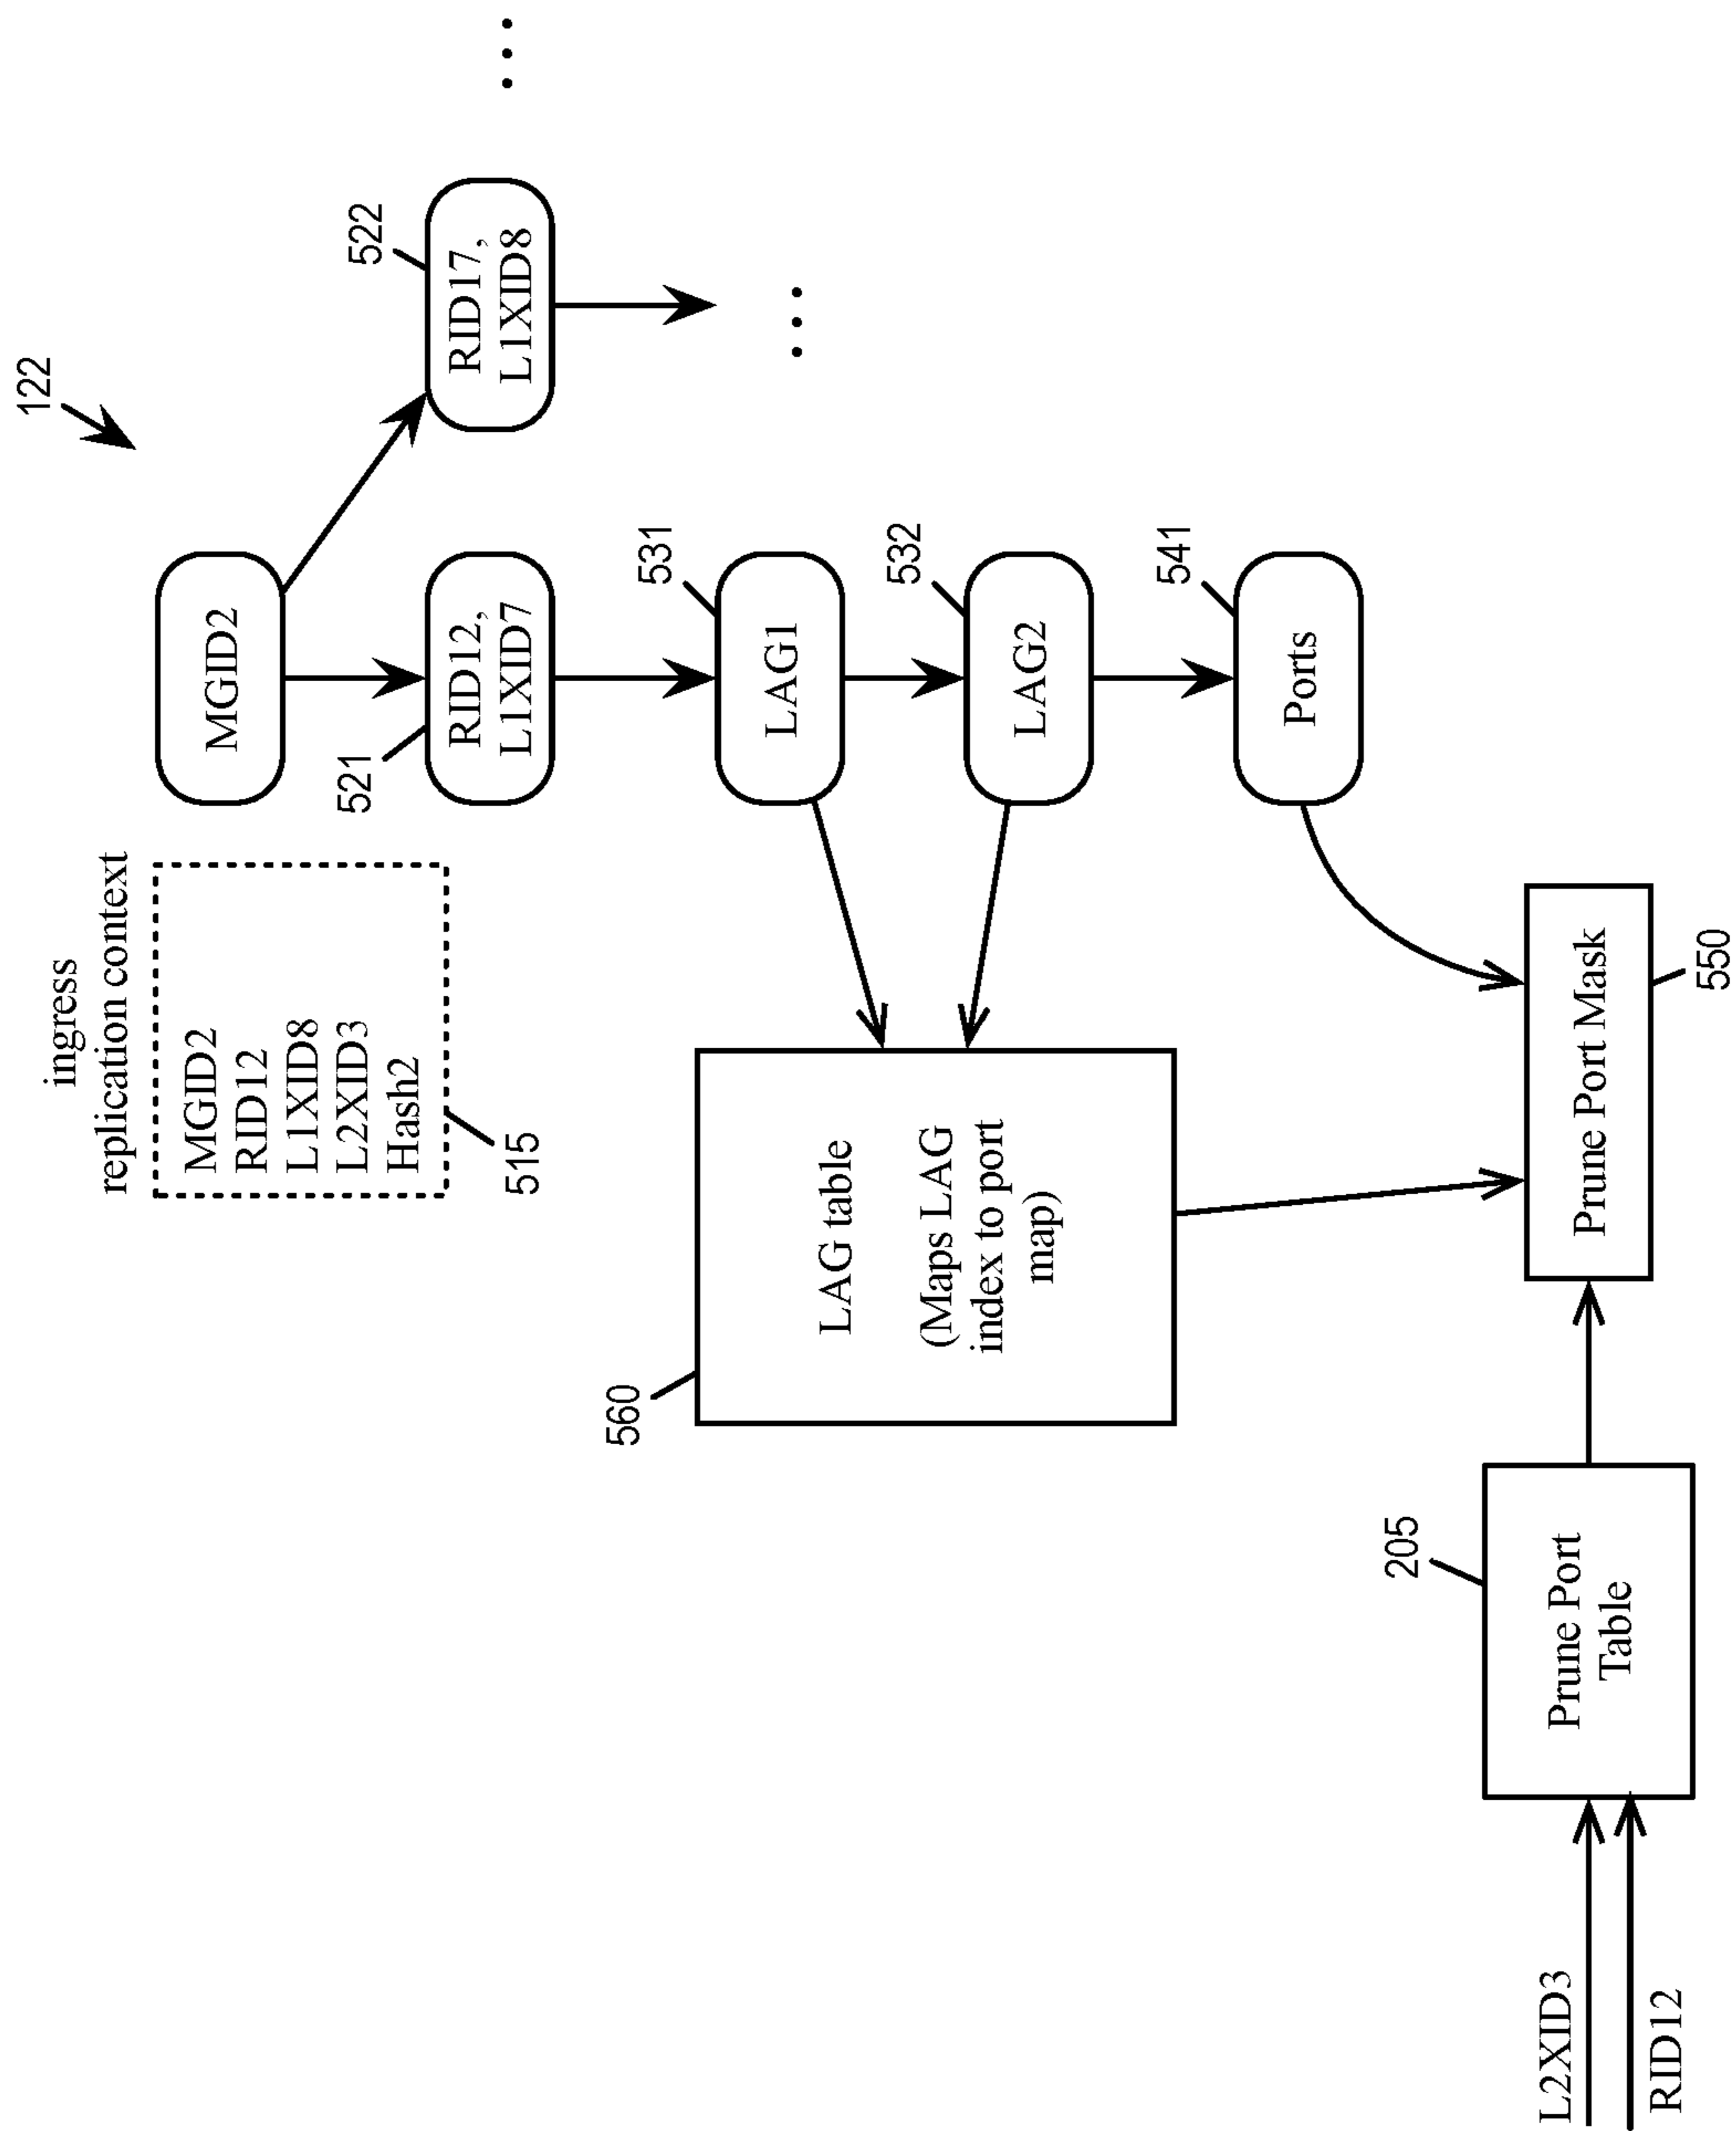 122
ingress
replication context
MGID2
RID12
L1XID8
L2XID3
Hash2
515
MGID2
521
RID12,
L1XID7
522
RID17,
L1XID8
...
...
531
LAG1
532
LAG2
541
Ports
560
LAG table
(Maps LAG
index to port
map)
L2XID3
RID12
205
Prune Port
Table
Prune Port Mask
550